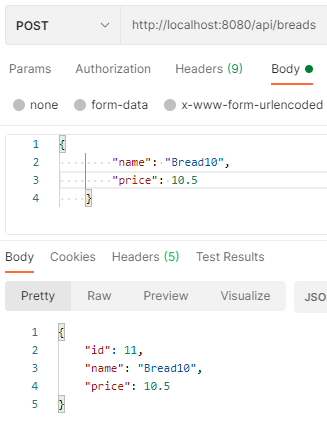 POST http://localhost:8080/api/breads
Params Authorization Headers (9) Body
none form-data x-www-form-urlencoded
1 {
2 "name": "Bread10",
3 "price": 10.5
4 }
Body Cookies Headers (5) Test Results
Pretty Raw Preview Visualize JSO
1 {
2 "id": 11,
3 "name": "Bread10",
4 "price": 10.5
5 }